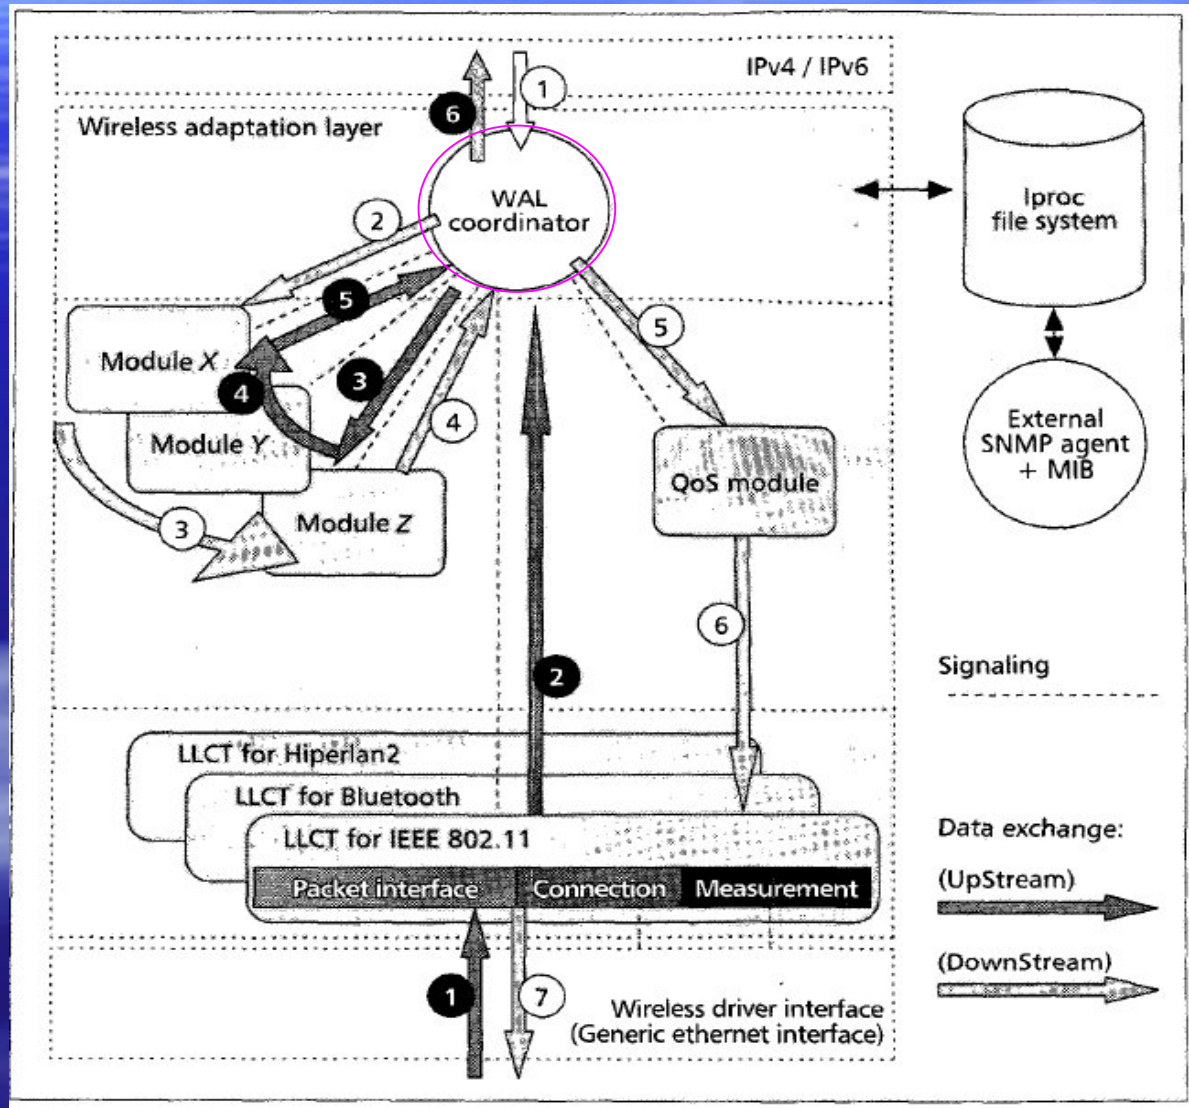 IPv4 / IPv6
1
6
Wireless adaptation layer
WAL
coordinator
Iproc
file system
2
5
5
Module X
3
4
4
Module Y
External
SNMP agent
+ MIB
QoS module
3
Module Z
6
2
Signaling
LLCT for Hiperlan2
LLCT for Bluetooth
LLCT for IEEE 802.11
Packet interface
Connection
Measurement
Data exchange:
(UpStream)
(DownStream)
1
7
Wireless driver interface
(Generic ethernet interface)